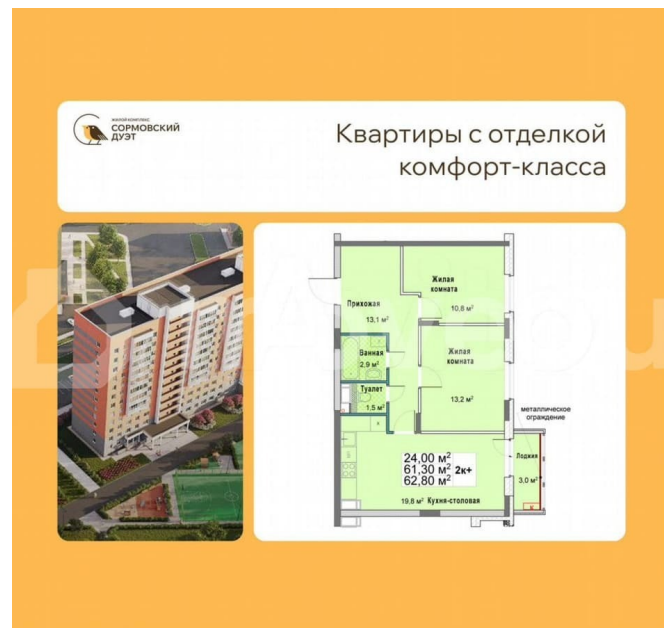 ЖИЛОЙ КОМПЛЕКС
СОРМОВСКИЙ
ДУЭТ
Квартиры с отделкой
комфорт-класса
Жилая
комната
10,8 м²
Прихожая
13,1 м²
Ванная
2,9 м²
Жилая
комната
13,2 м²
Туалет
1,5 м²
металлическое
ограждение
24,00 м²
61,30 м² 2к+
62,80 м²
Лоджия
3,0 м²
19,8 м² Кухня-столовая